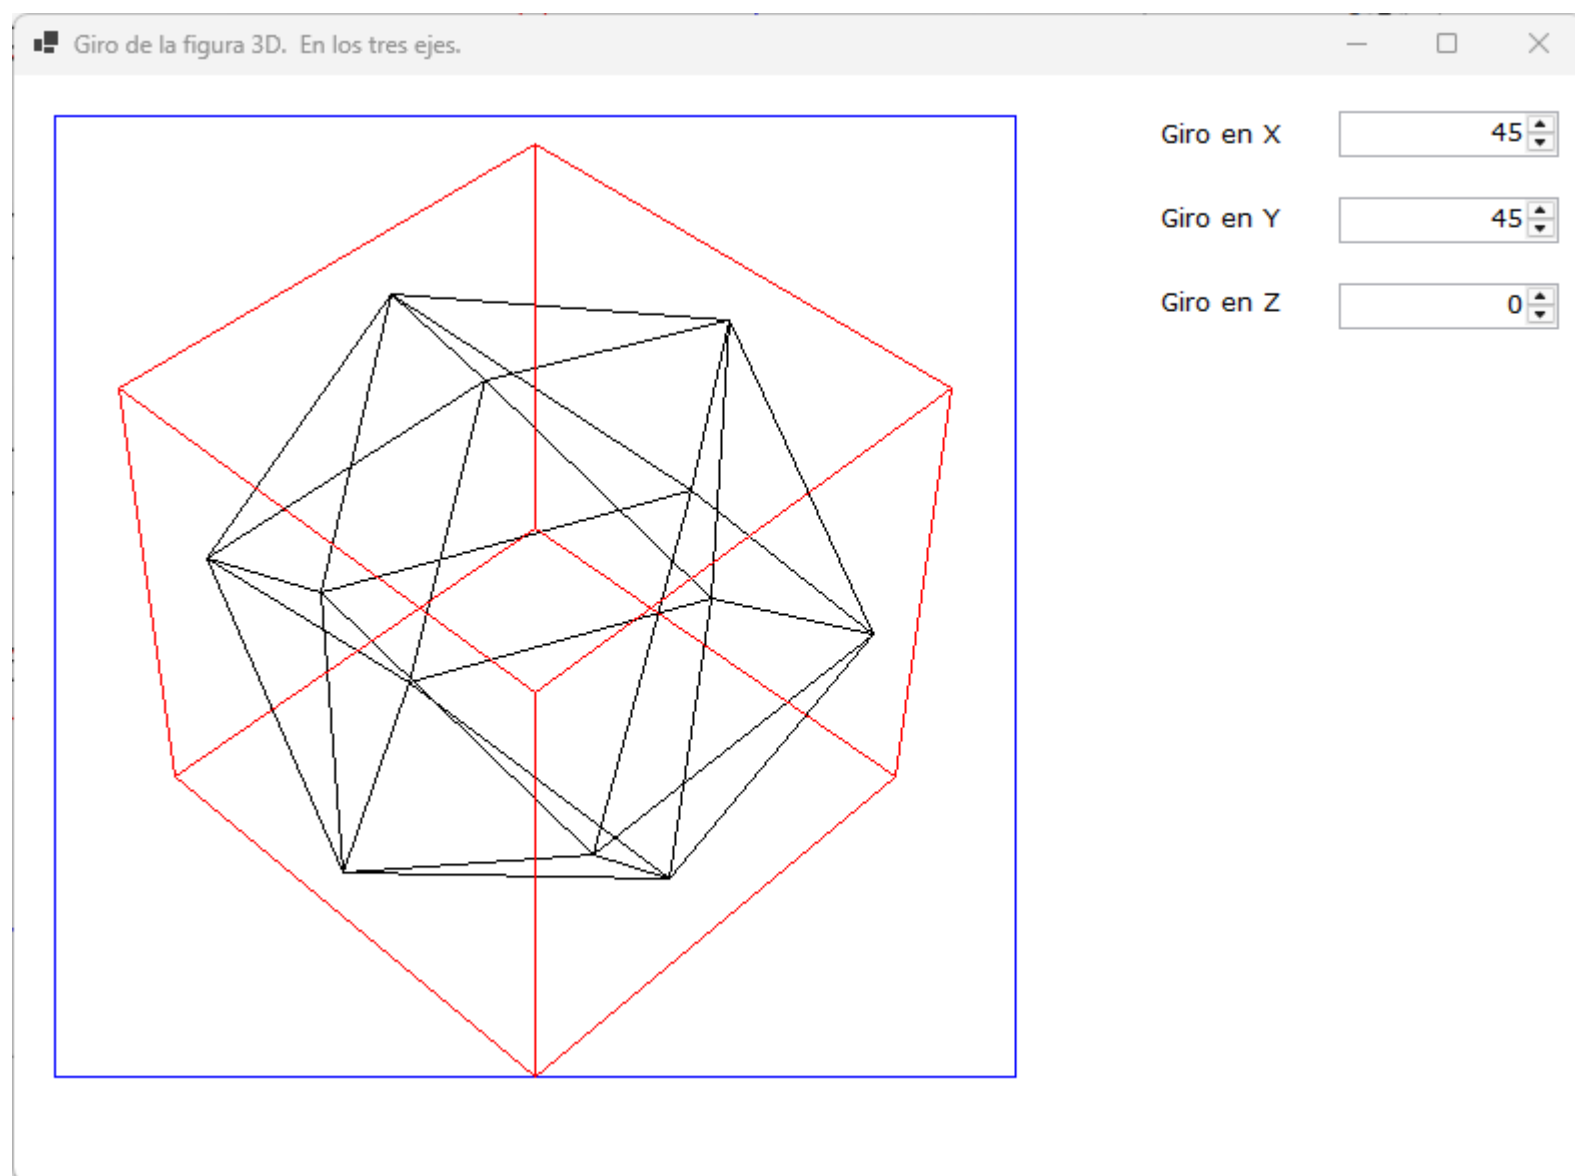 Giro de la figura 3D.  En los tres ejes.
Giro en X 45
Giro en Y 45
Giro en Z 0